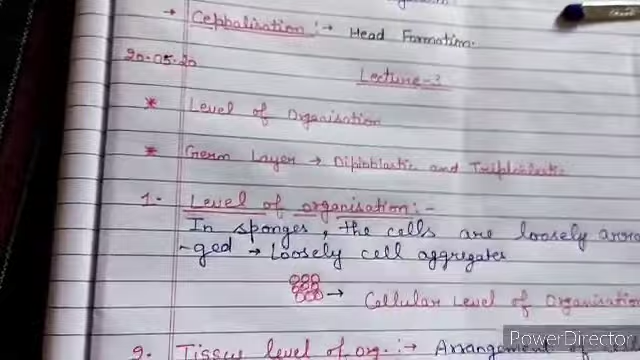 → Cephalisation :→ Head Formation.
20-05-20
Lecture-3
* Level of Organisation
* Germ Layer → Diploblastic and Triploblastic
1. Level of organisation:-
In sponges, the cells are loosely arran
-ged → Loosely cell aggregates
→ Cellular Level of Organisation
2. Tissue level of org. :→ Arrangement of
PowerDirector